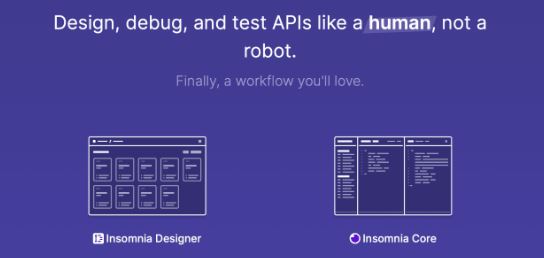 Design, debug, and test APIs like a human, not a
robot.
Finally, a workflow you'll love.
Insomnia Designer
Insomnia Core